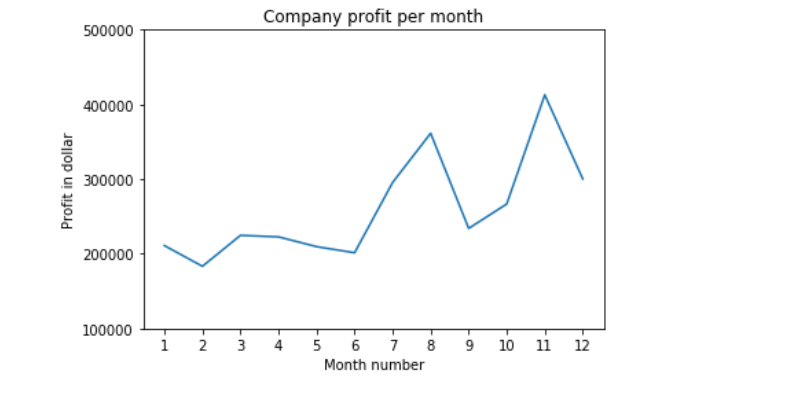 Company profit per month
500000
400000
300000
200000
100000
Profit in dollar
1 2 3 4 5 6 7 8 9 10 11 12
Month number